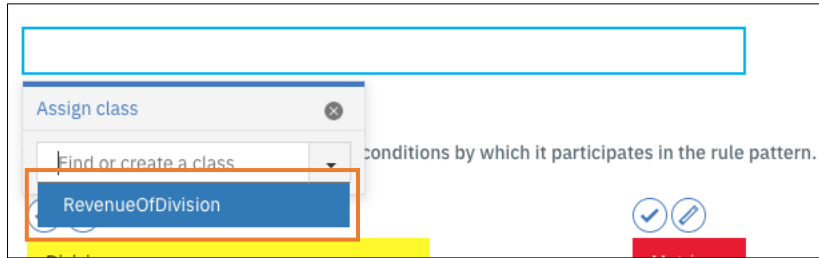 Assign class
conditions by which it participates in the rule pattern.
Find or create a class
RevenueOfDivision